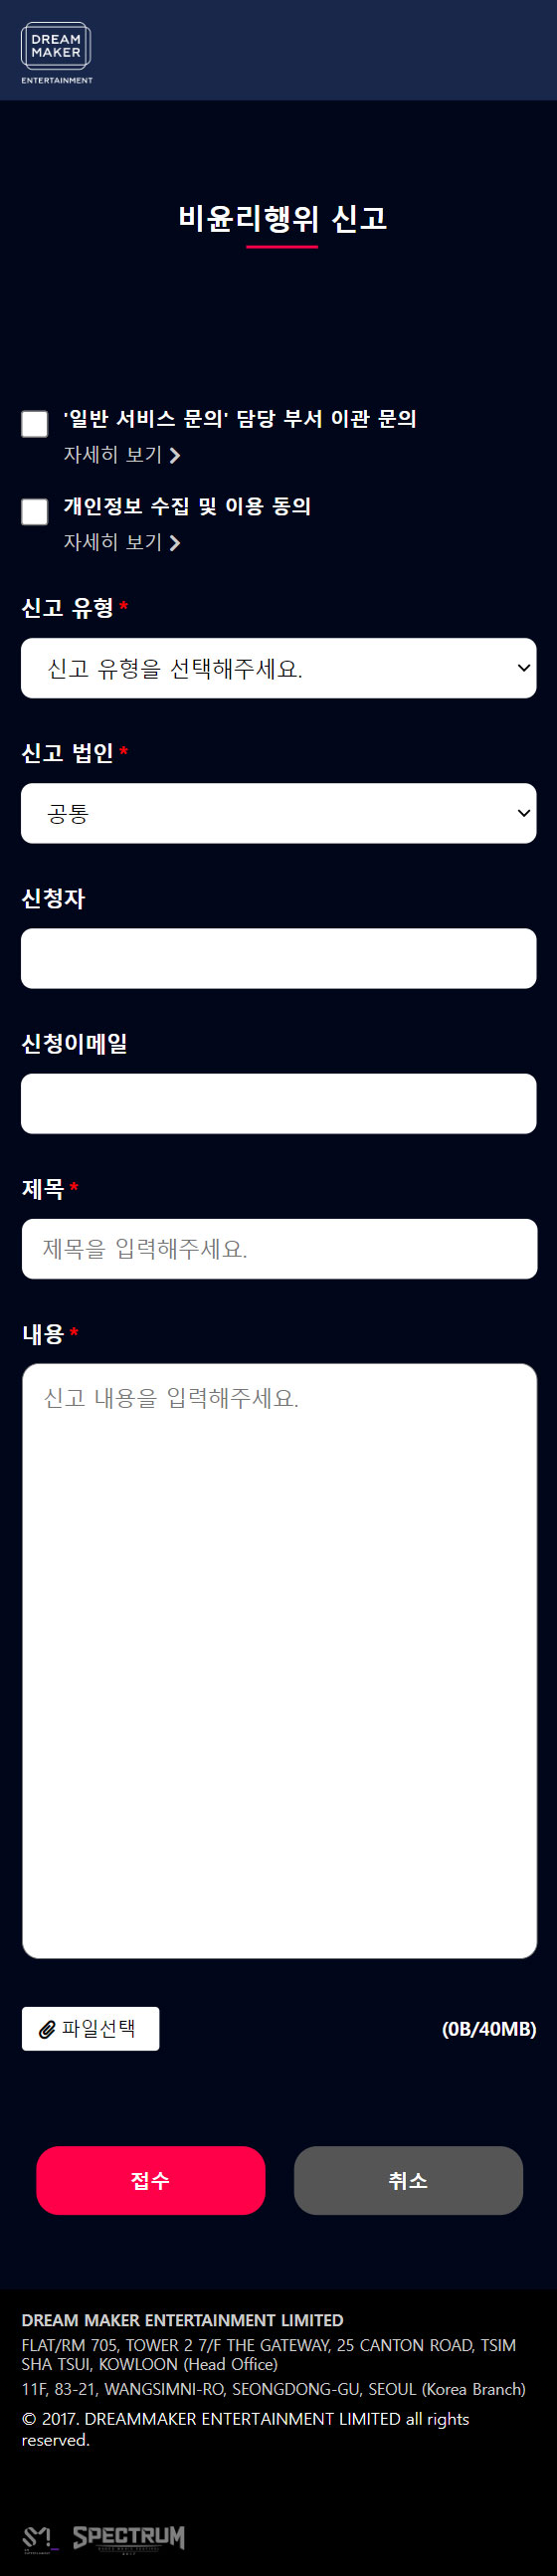 DREAM
MAKER
ENTERTAINMENT
비윤리행위 신고
'일반 서비스 문의' 담당 부서 이관 문의
자세히 보기
개인정보 수집 및 이용 동의
자세히 보기
신고 유형 *
신고 유형을 선택해주세요.
신고 법인 *
공통
신청자
신청이메일
제목 *
제목을 입력해주세요.
내용 *
신고 내용을 입력해주세요.
파일선택
(0B/40MB)
접수
취소
DREAM MAKER ENTERTAINMENT LIMITED
FLAT/RM 705, TOWER 2 7/F THE GATEWAY, 25 CANTON ROAD, TSIM
SHA TSUI, KOWLOON (Head Office)
11F, 83-21, WANGSIMNI-RO, SEONGDONG-GU, SEOUL (Korea Branch)
© 2017. DREAMMAKER ENTERTAINMENT LIMITED all rights
reserved.
SM
SPECTRUM